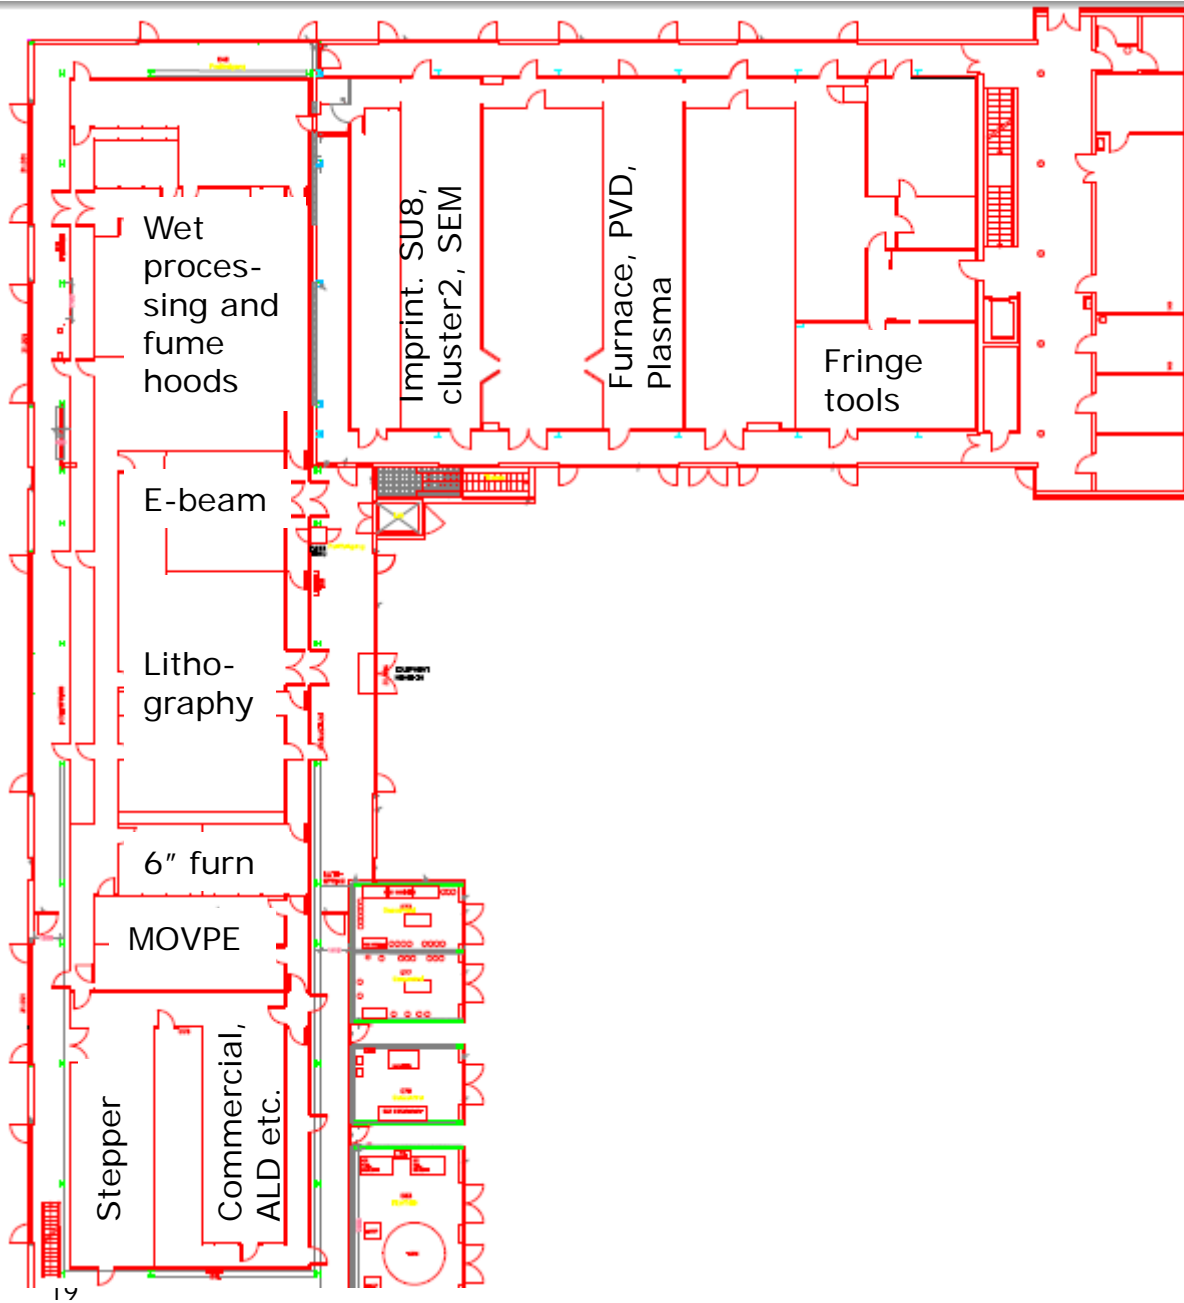 Wet
proces-
sing and
fume
hoods
Imprint. SU8,
cluster2, SEM
Furnace, PVD,
Plasma
Fringe
tools
E-beam
Litho-
graphy
6” furn
MOVPE
Stepper
Commercial,
ALD etc.
19